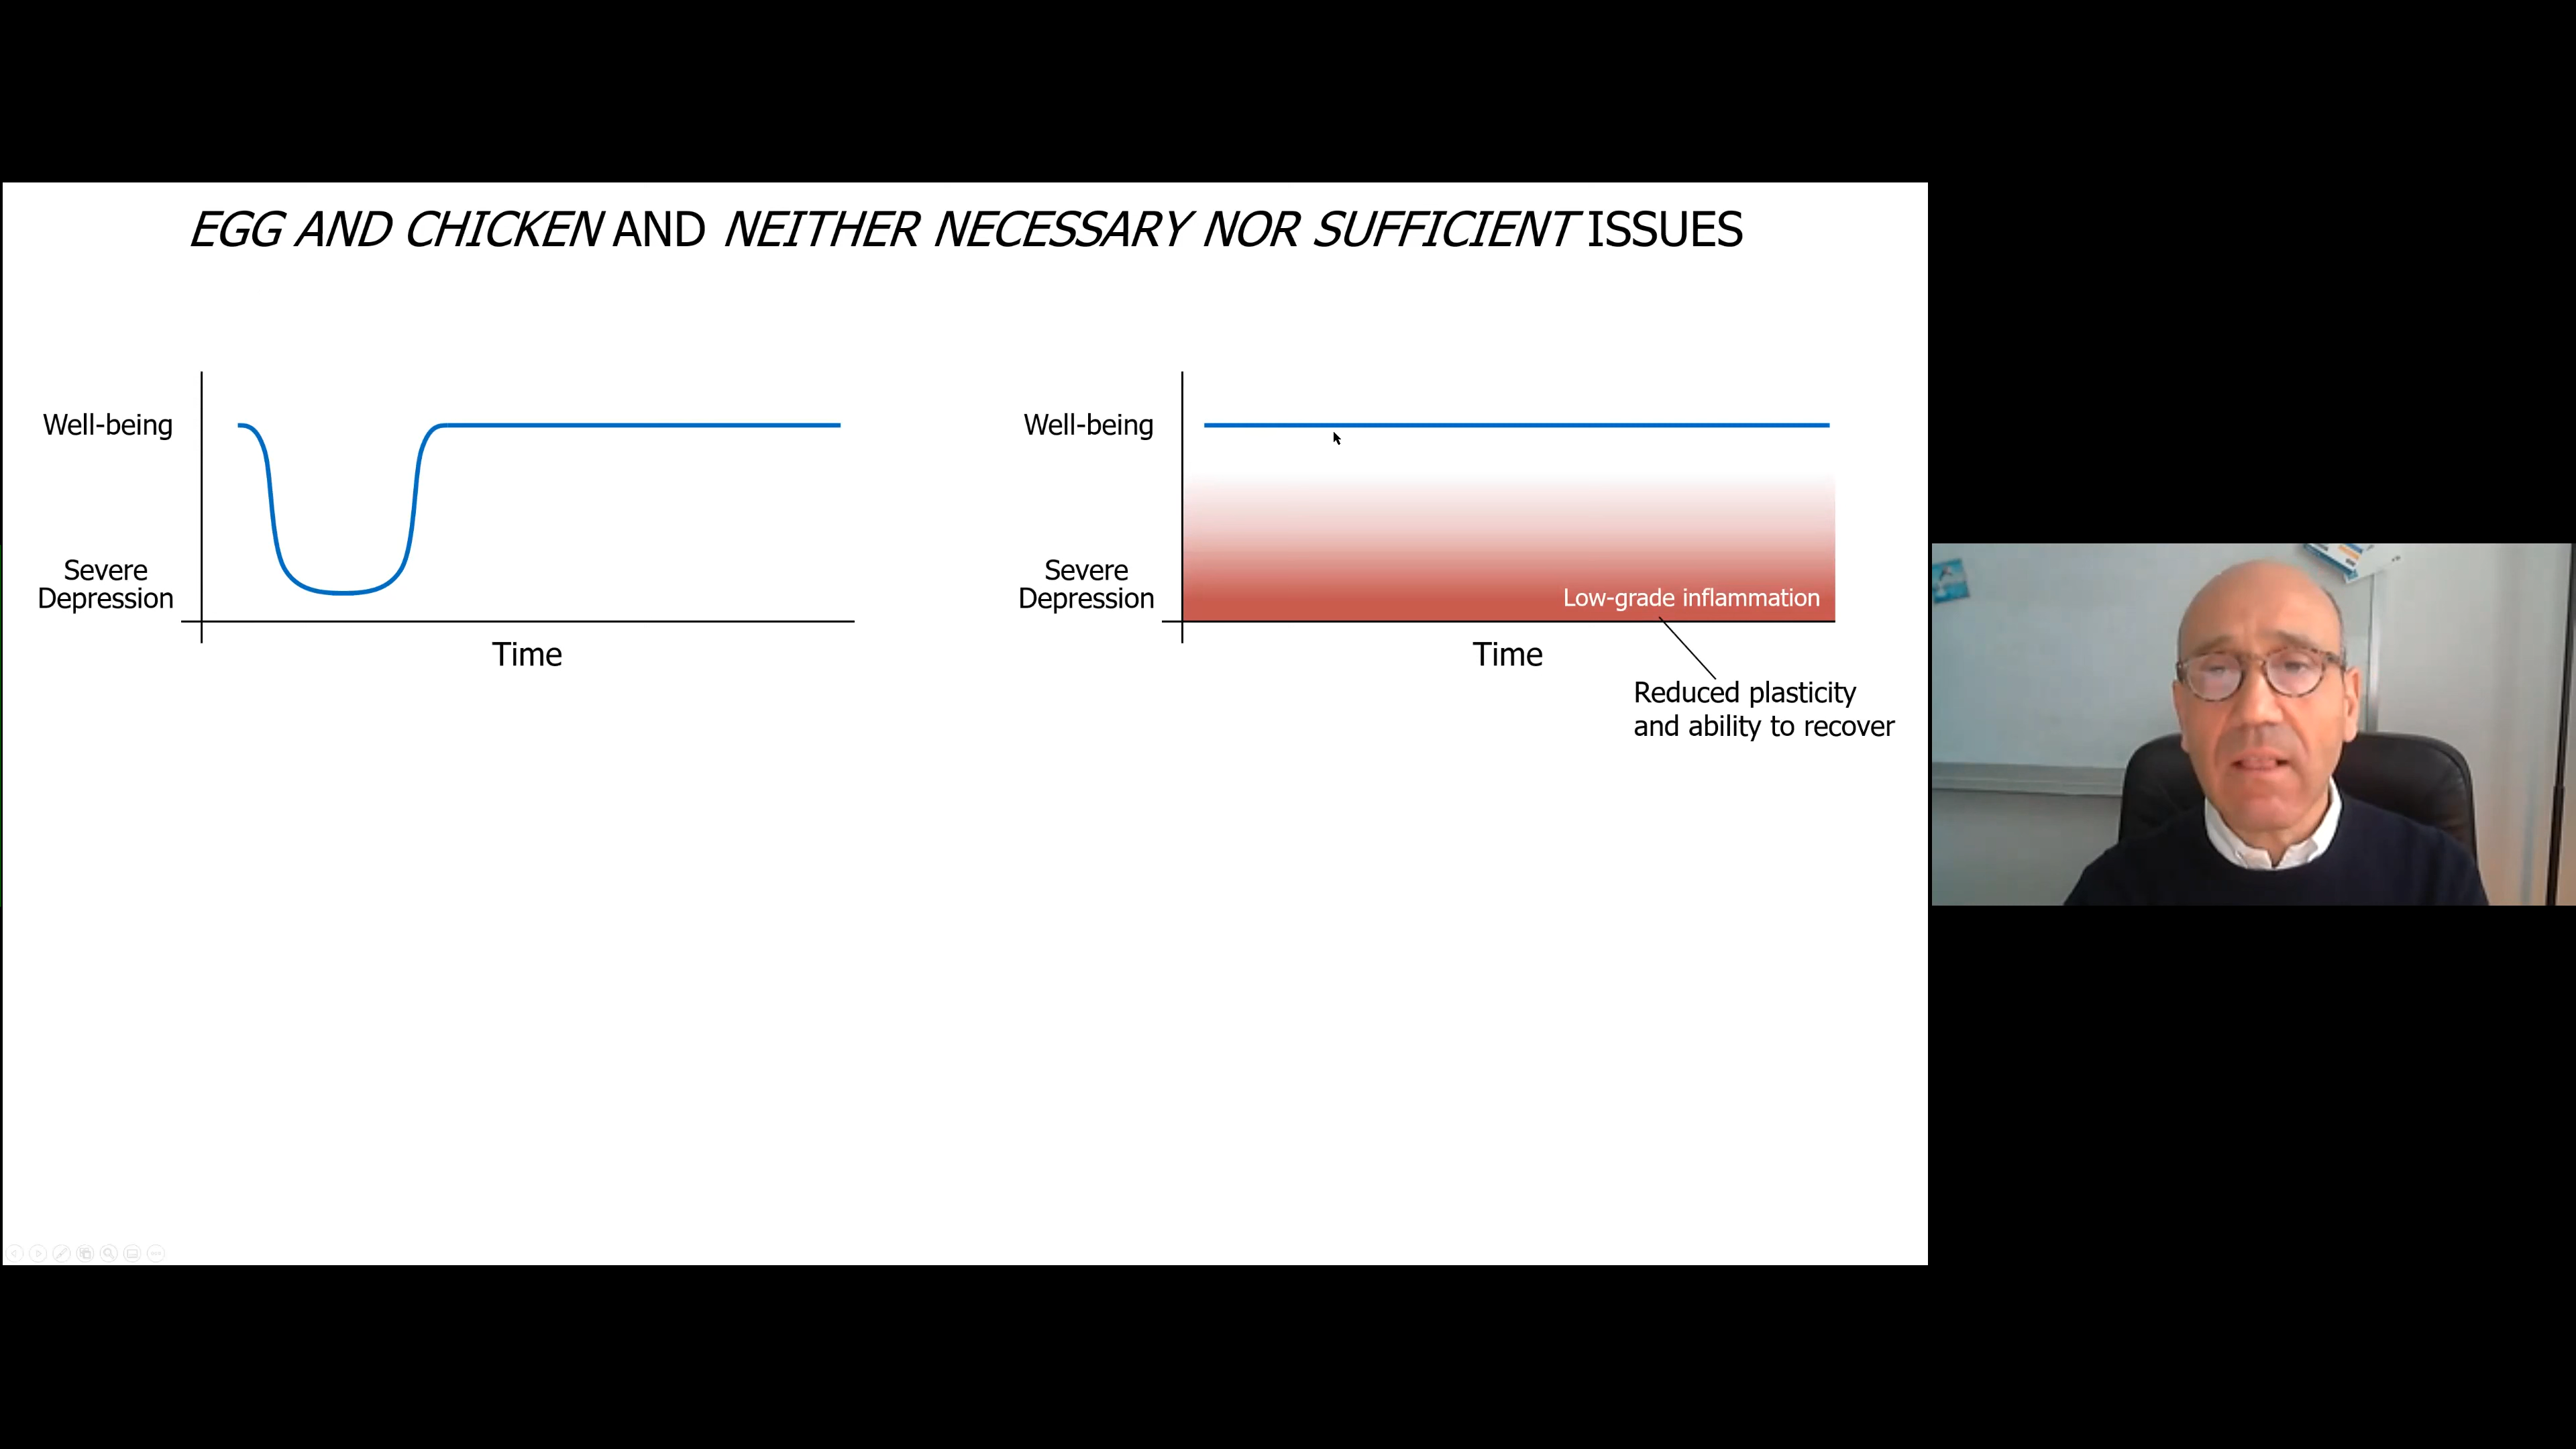 EGG AND CHICKEN AND NEITHER NECESSARY NOR SUFFICIENT ISSUES
Well-being
Severe
Depression
Time
Well-being
Severe
Depression
Low-grade inflammation
Time
Reduced plasticity
and ability to recover